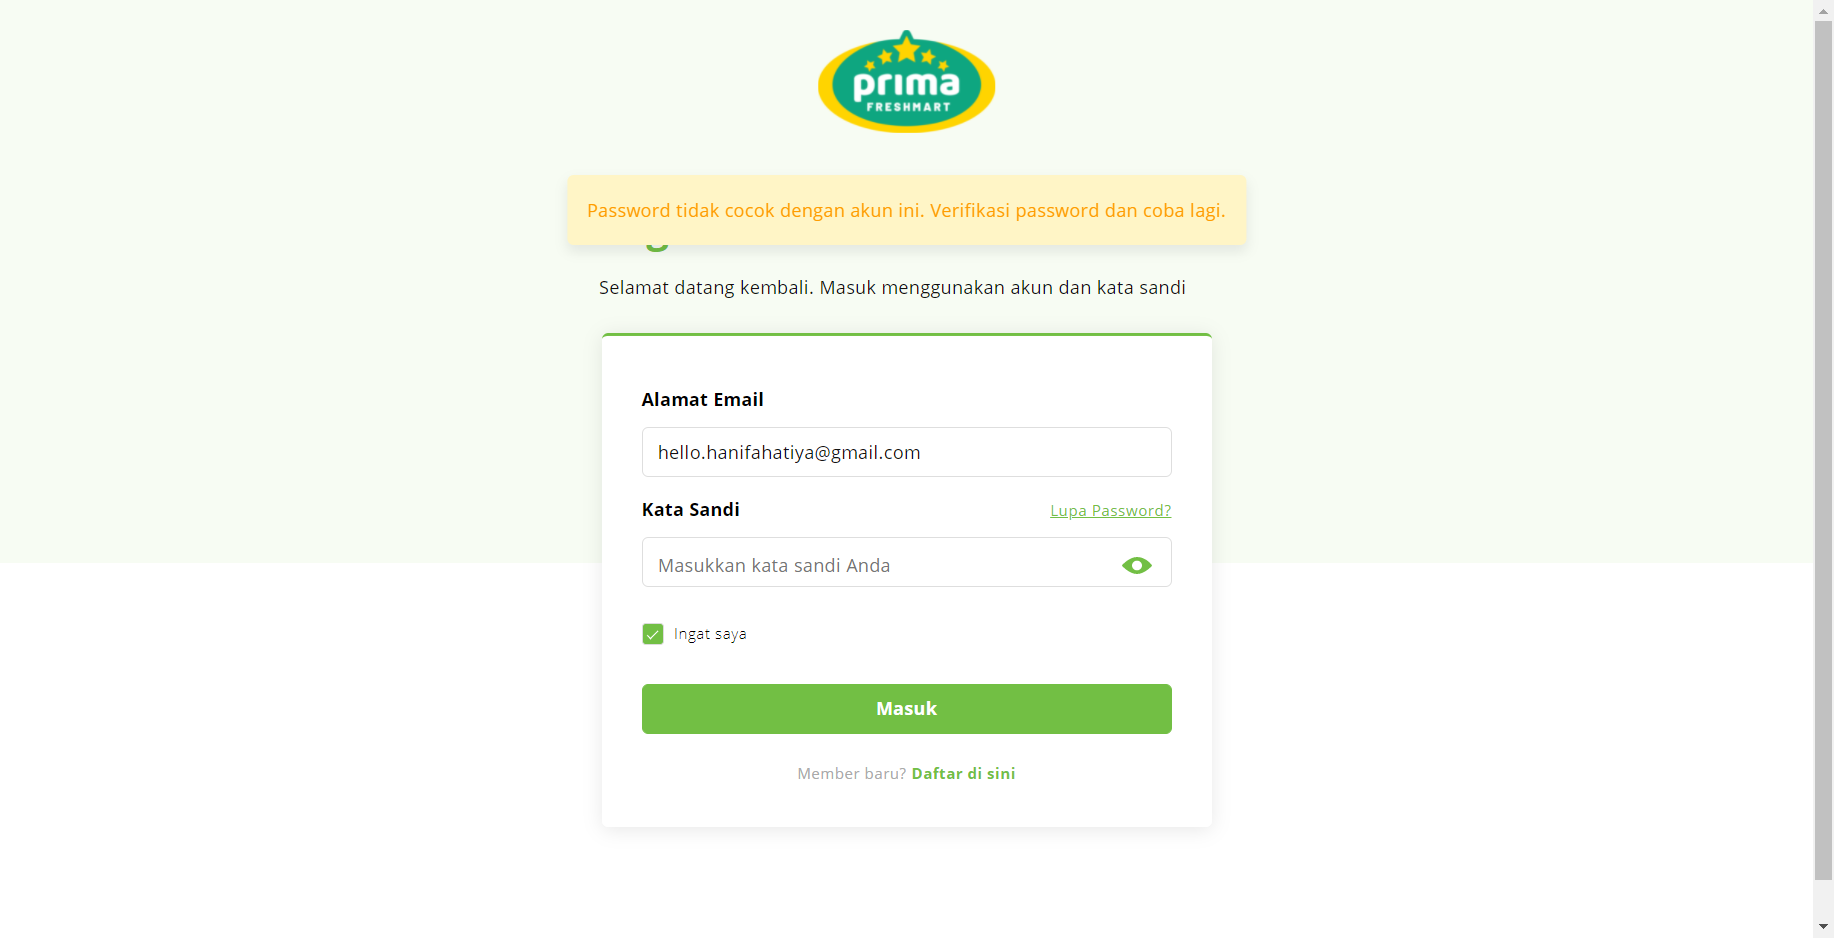 prima
FRESHMART
Password tidak cocok dengan akun ini. Verifikasi password dan coba lagi.
Selamat datang kembali. Masuk menggunakan akun dan kata sandi
Alamat Email
hello.hanifahatiya@gmail.com
Kata Sandi
Lupa Password?
Masukkan kata sandi Anda
Ingat saya
Masuk
Member baru? Daftar di sini